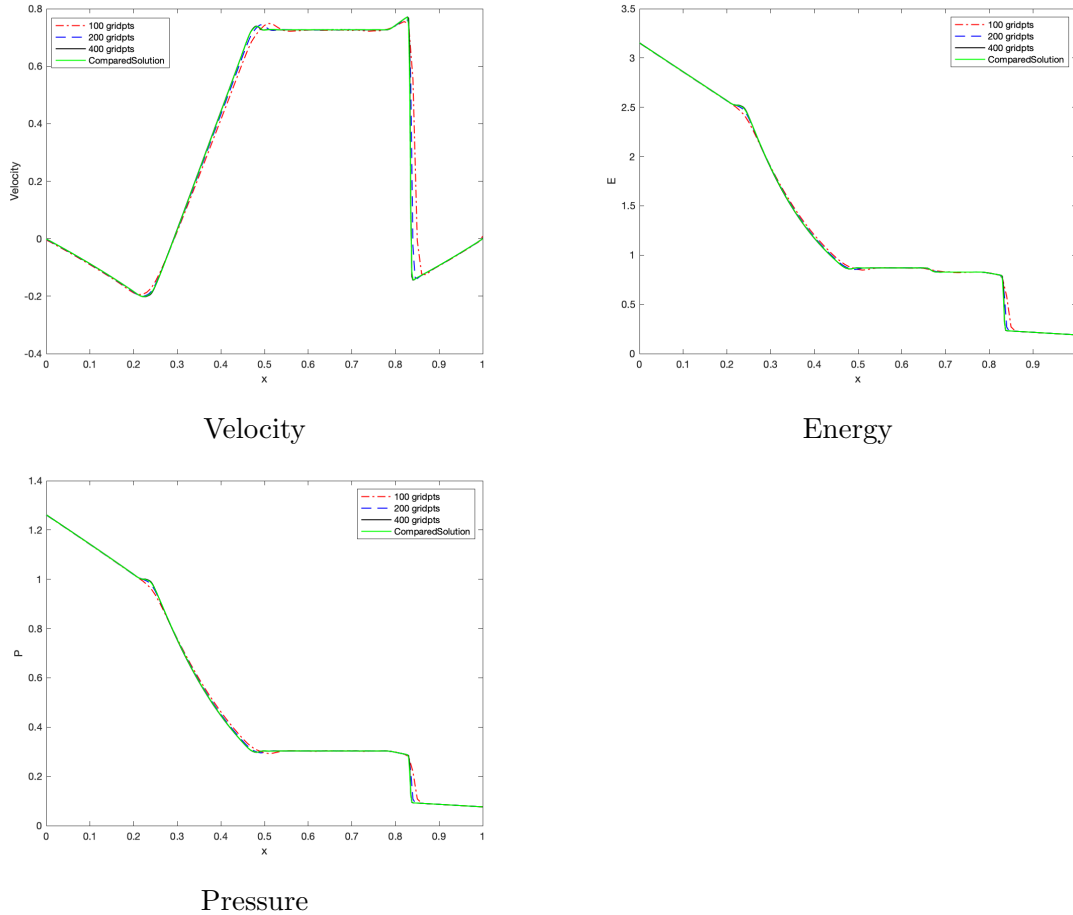 0.8
0.6
0.4
0.2
0
-0.2
-0.4
Velocity
100 gridpts
200 gridpts
400 gridpts
ComparedSolution
0 0.1 0.2 0.3 0.4 0.5 0.6 0.7 0.8 0.9 1
x
Velocity
3.5
3
2.5
2
1.5
1
0.5
0
E
100 gridpts
200 gridpts
400 gridpts
ComparedSolution
0 0.1 0.2 0.3 0.4 0.5 0.6 0.7 0.8 0.9
x
Energy
1.4
1.2
1
0.8
0.6
0.4
0.2
0
P
100 gridpts
200 gridpts
400 gridpts
ComparedSolution
0 0.1 0.2 0.3 0.4 0.5 0.6 0.7 0.8 0.9 1
x
Pressure